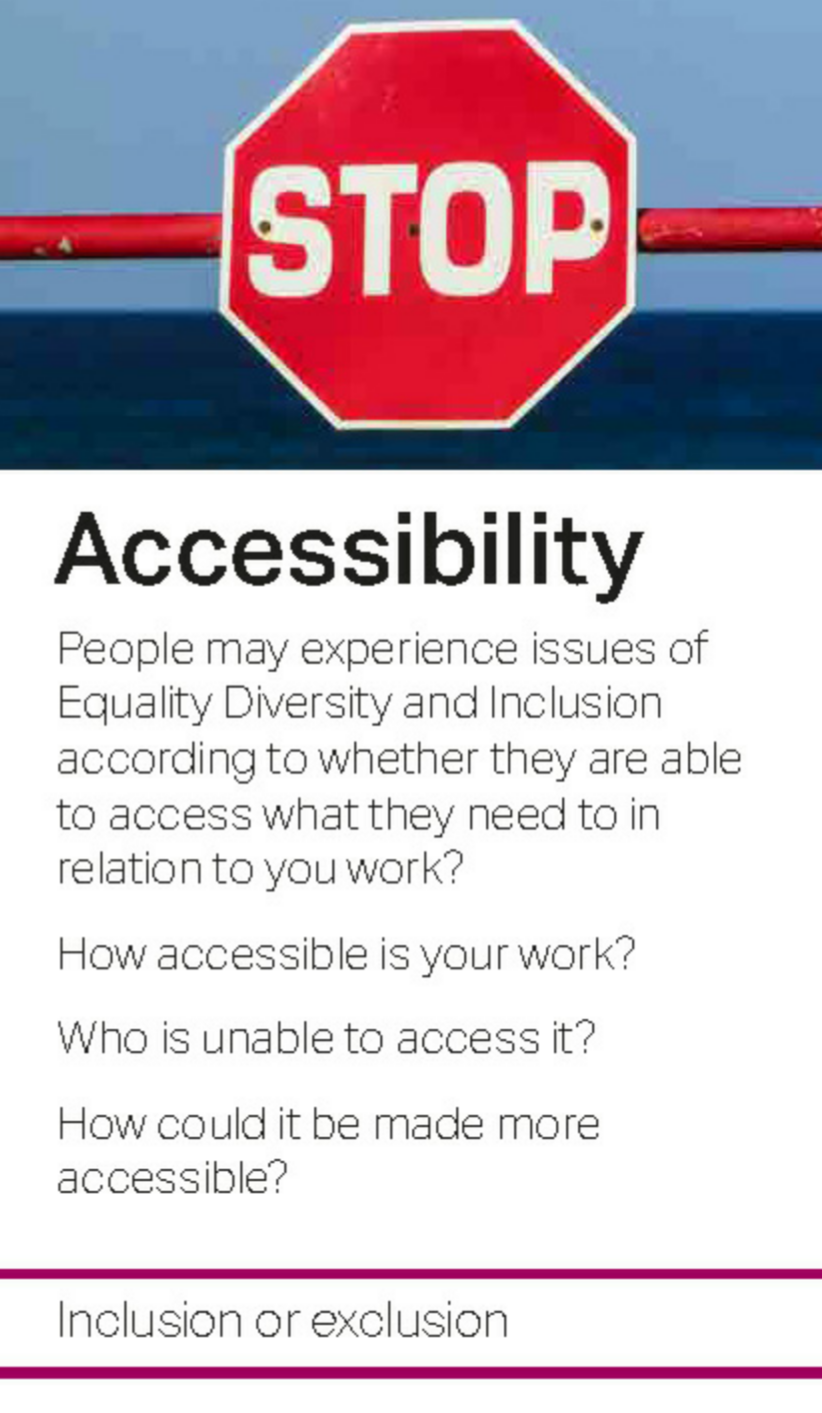 STOP
Accessibility
People may experience issues of
Equality Diversity and Inclusion
according to whether they are able
to access what they need to in
relation to you work?
How accessible is your work?
Who is unable to access it?
How could it be made more
accessible?
Inclusion or exclusion